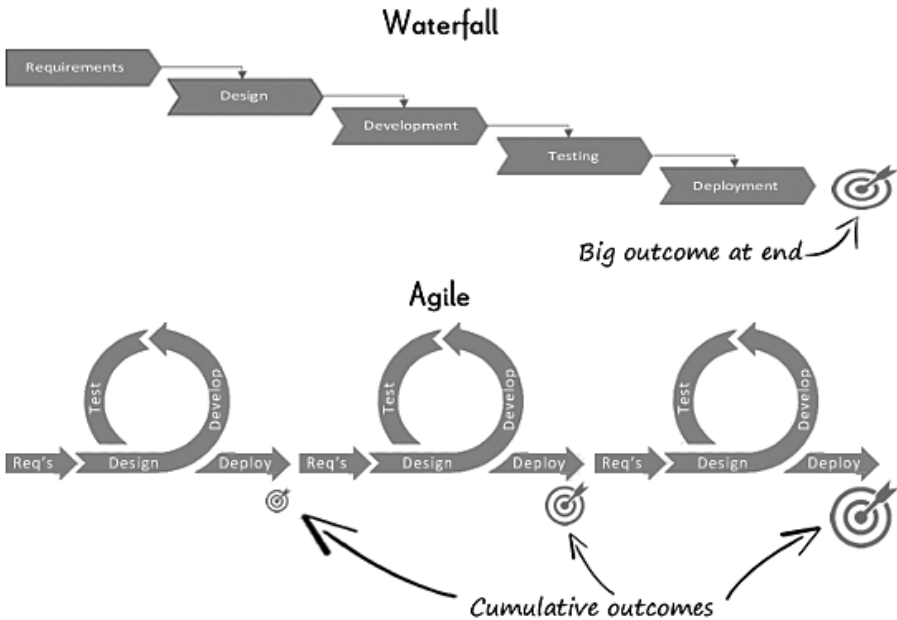 Waterfall
Requirements
Design
Development
Testing
Deployment
Big outcome at end
Agile
Test
Develop
Req's
Design
Deploy
Test
Develop
Req's
Design
Deploy
Test
Develop
Req's
Design
Deploy
Cumulative outcomes